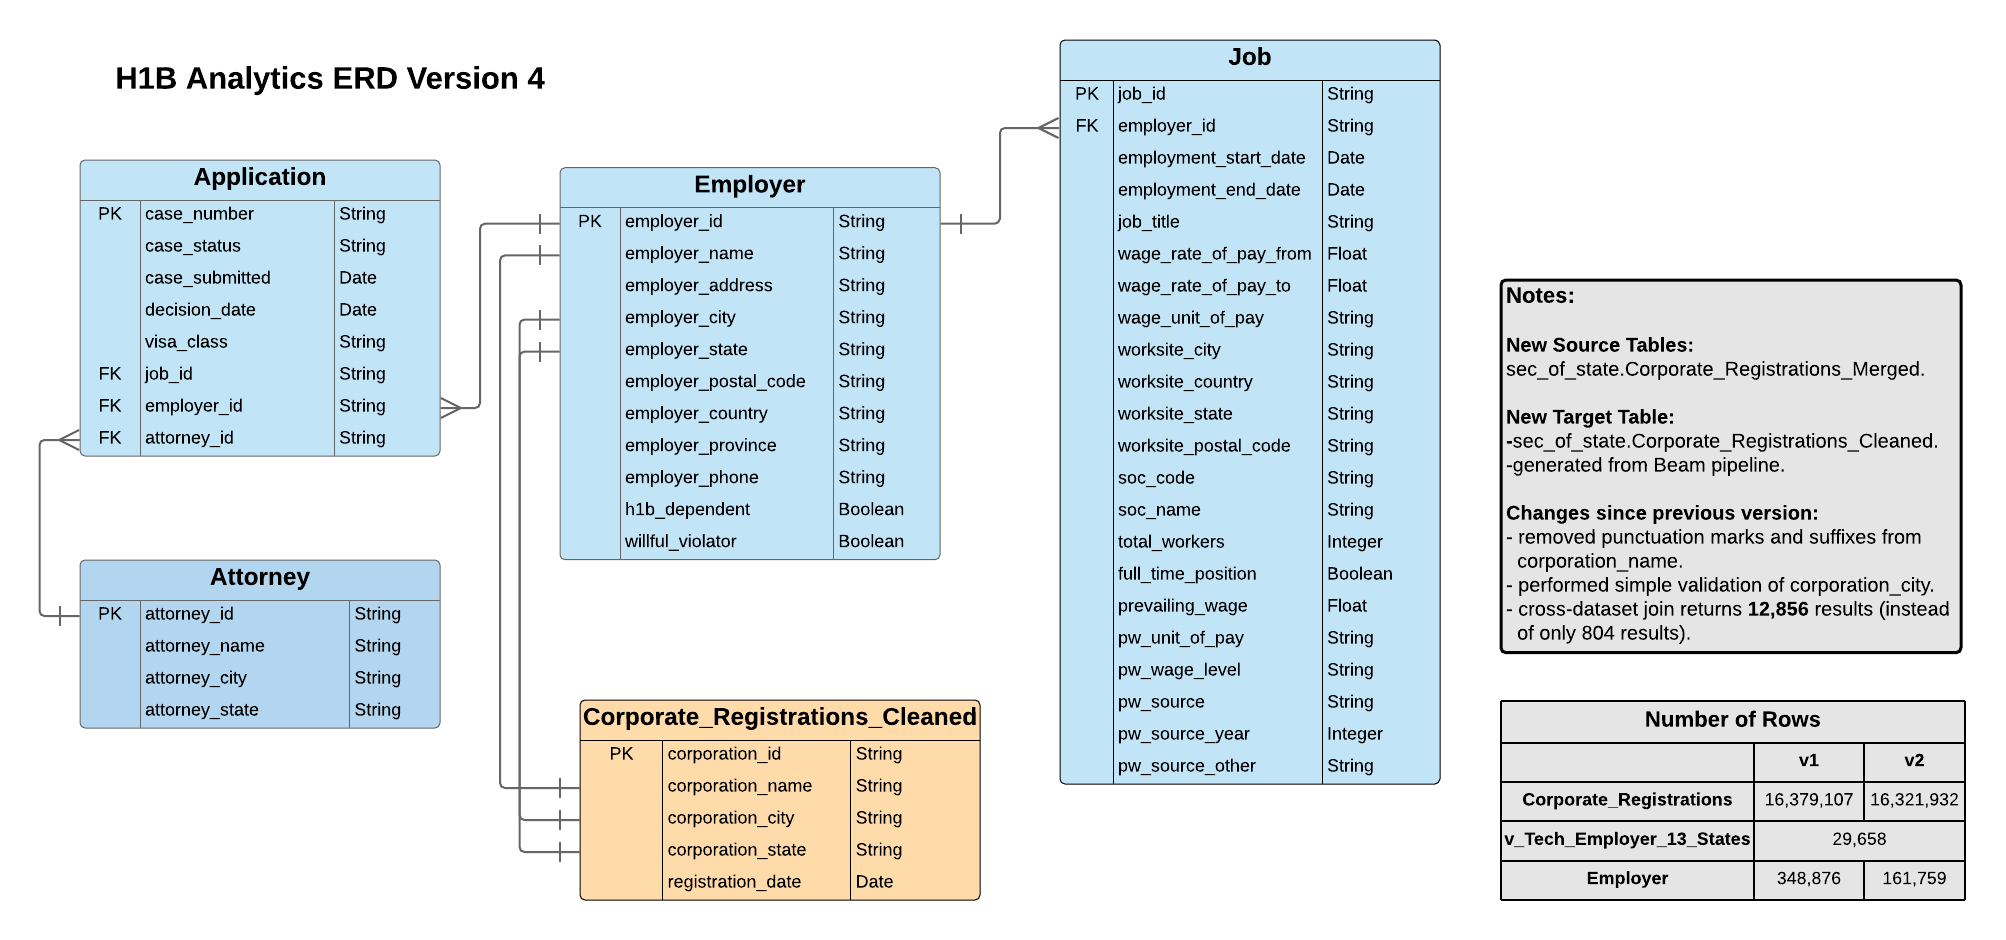 H1B Analytics ERD Version 4
Application
PK case_number String
case_status String
case_submitted Date
decision_date Date
visa_class String
FK job_id String
FK employer_id String
FK attorney_id String
Attorney
PK attorney_id String
attorney_name String
attorney_city String
attorney_state String
Employer
PK employer_id String
employer_name String
employer_address String
employer_city String
employer_state String
employer_postal_code String
employer_country String
employer_province String
employer_phone String
h1b_dependent Boolean
willful_violator Boolean
Corporate_Registrations_Cleaned
PK corporation_id String
corporation_name String
corporation_city String
corporation_state String
registration_date Date
Job
PK job_id String
FK employer_id String
employment_start_date Date
employment_end_date Date
job_title String
wage_rate_of_pay_from Float
wage_rate_of_pay_to Float
wage_unit_of_pay String
worksite_city String
worksite_country String
worksite_state String
worksite_postal_code String
soc_code String
soc_name String
total_workers Integer
full_time_position Boolean
prevailing_wage Float
pw_unit_of_pay String
pw_wage_level String
pw_source String
pw_source_year Integer
pw_source_other String
Notes:
New Source Tables:
sec_of_state.Corporate_Registrations_Merged.
New Target Table:
-sec_of_state.Corporate_Registrations_Cleaned.
-generated from Beam pipeline.
Changes since previous version:
- removed punctuation marks and suffixes from
corporation_name.
- performed simple validation of corporation_city.
- cross-dataset join returns 12,856 results (instead
of only 804 results).
Number of Rows
v1 v2
Corporate_Registrations 16,379,107 16,321,932
v_Tech_Employer_13_States 29,658
Employer 348,876 161,759